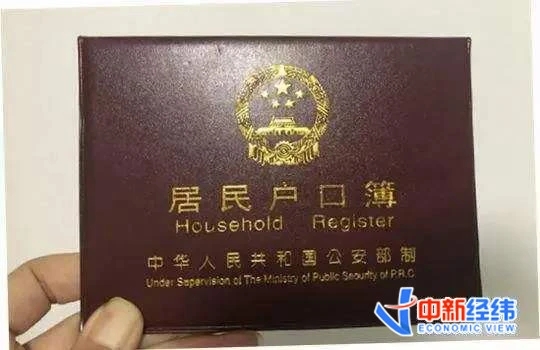 居民户口簿
Household Register
中华人民共和国公安部制
Under Supervision of The Ministry of Public Security of P.R.C
中新经纬
ECONOMIC VIEW